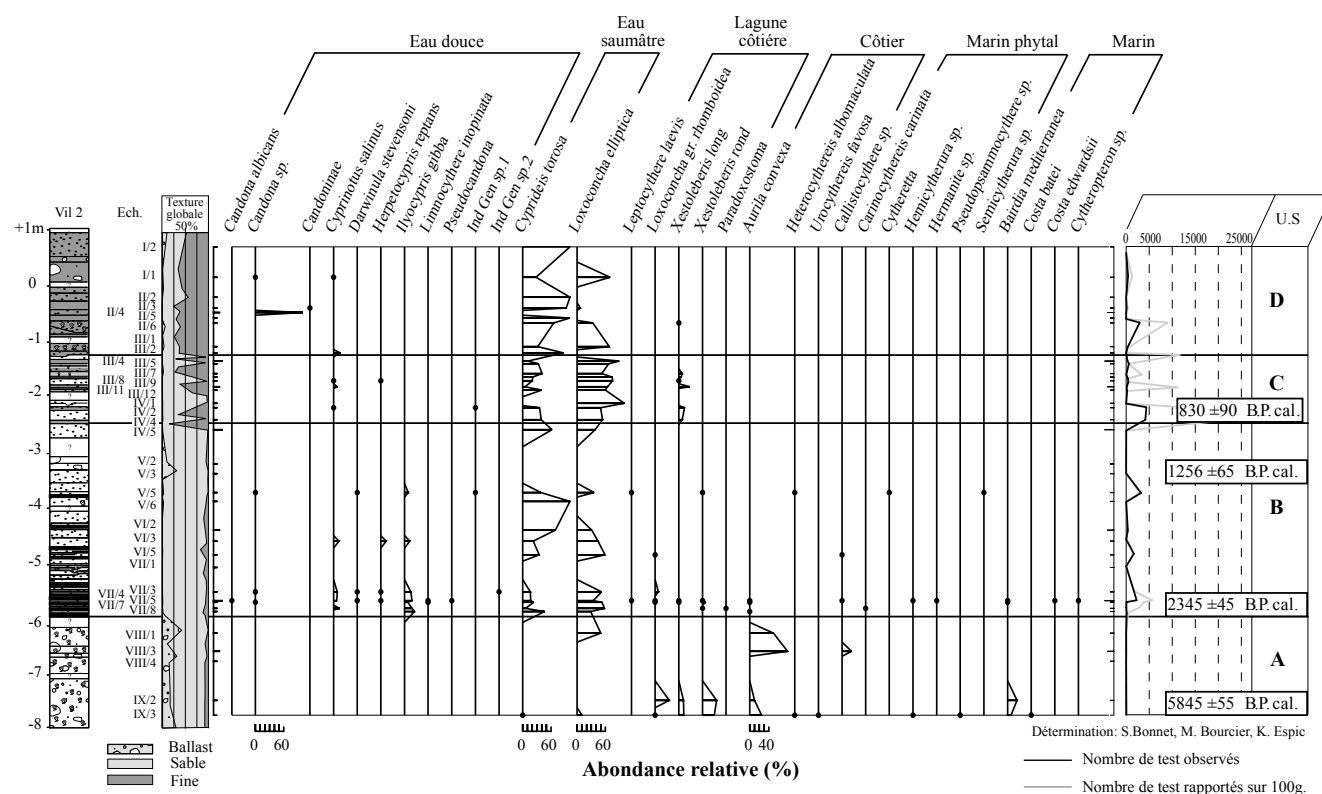 Eau douce
Eau
saumâtre
Lagune
côtiére
Côtier
Marin phytal
Marin
Candona albicans
Candona sp.
Candominae
Cyprinotus salinus
Darwinula stevensoni
Herpetocypris reptans
Ilyocypris gibba
Limnocythere inopinata
Pseudocandona
Ind Gen sp.1
Ind Gen sp.2
Cyprideis torosa
Loxoconcha elliptica
Leptocythere laevis
Loxoconcha gr. rhomboidea
Xestoleberis long
Xestoleberis rond
Paradoxostoma
Aurila convexa
Heterocythereis albomaculata
Urocythereis favosa
Callistocythere sp.
Carinocythereis carinata
Cytheretta
Hemicytherura sp.
Hermanite sp.
Pseudopsammocythere sp.
Semicytherura sp.
Bairdia mediterranea
Costa batei
Costa edwardsii
Cytheropteron sp.
Vil 2
Ech.
Texture
globale
50%
0 5000 15000 25000
U.S
+1m
0
-1
-2
-3
-4
-5
-6
-7
-8
I/2
I/1
II/2
II/3
II/4
II/5
II/6
III/1
III/2
III/4
III/5
III/7
III/8
III/9
III/11
III/12
IV/1
IV/2
IV/4
IV/5
V/2
V/3
V/5
V/6
VI/2
VI/3
VI/5
VII/1
VII/3
VII/4
VII/5
VII/7
VII/8
VIII/1
VIII/3
VIII/4
IX/2
IX/3
D
C
830 ±90 B.P. cal.
1256 ±65 B.P. cal.
B
2345 ±45 B.P. cal.
A
5845 ±55 B.P. cal.
0 60
0 60
0 60
0 40
Abondance relative (%)
Ballast
Sable
Fine
Détermination: S.Bonnet, M. Bourcier, K. Espic
Nombre de test observés
Nombre de test rapportés sur 100g.